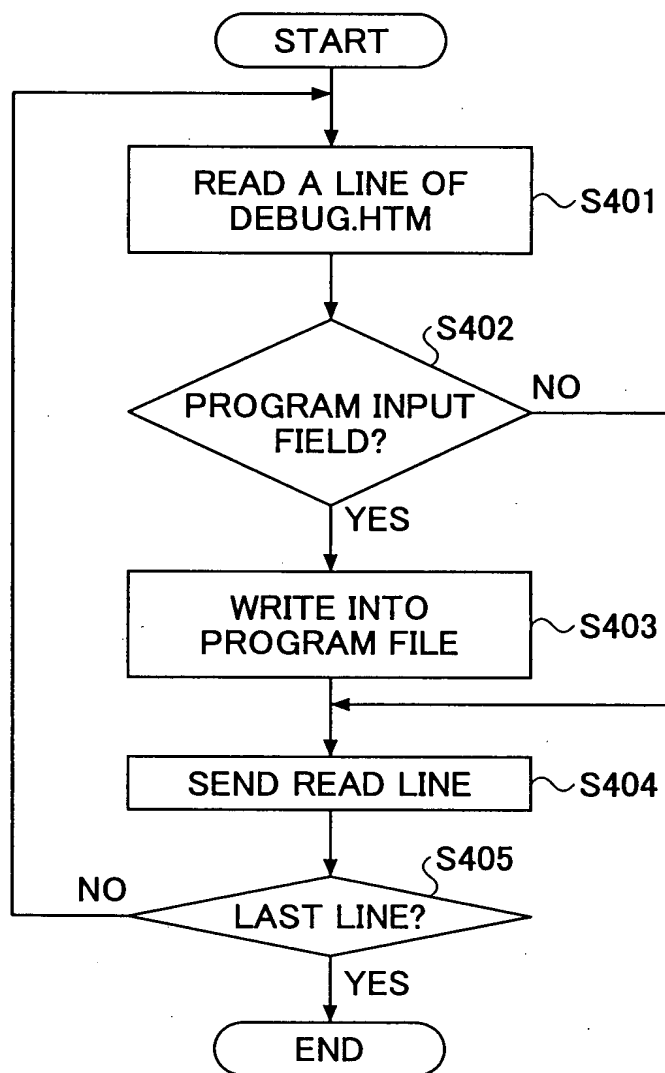 START
READ A LINE OF
DEBUG.HTM
S401
S402
PROGRAM INPUT
FIELD?
NO
YES
WRITE INTO
PROGRAM FILE
S403
SEND READ LINE
S404
S405
LAST LINE?
NO
YES
END